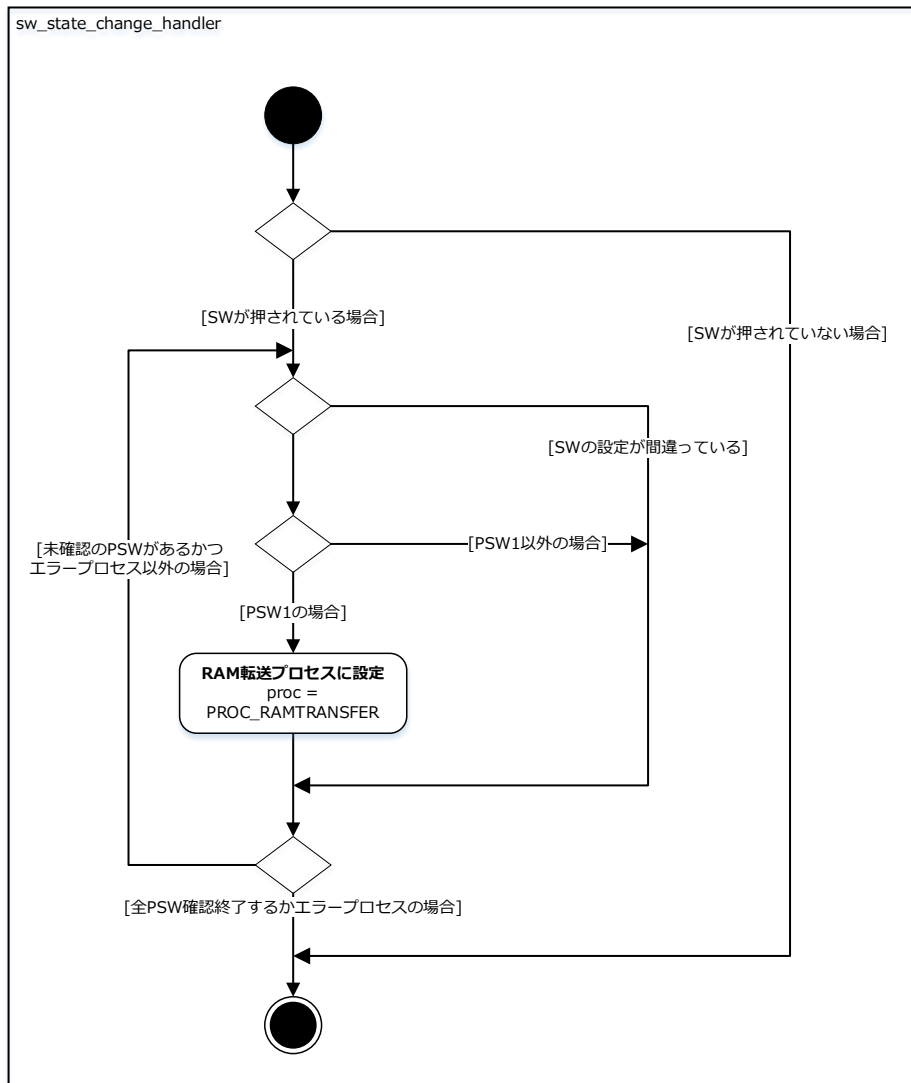 sw_state_change_handler
[SWが押されている場合]
[SWが押されていない場合]
[SWの設定が間違っている]
[未確認のPSWがあるかつ
エラープロセス以外の場合]
[PSW1以外の場合]
[PSW1の場合]
RAM転送プロセスに設定
proc =
PROC_RAMTRANSFER
[全PSW確認終了するかエラープロセスの場合]